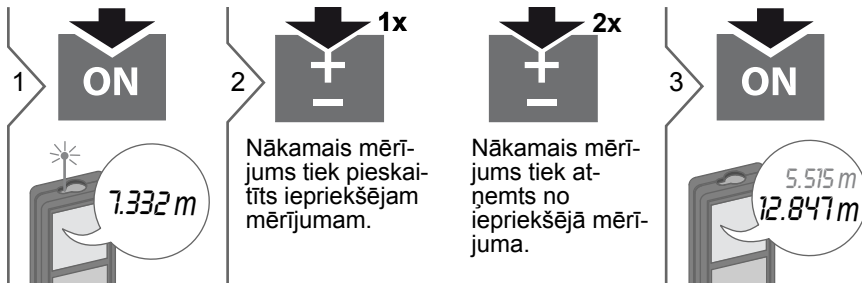 1
ON
7.332 m
2
1x
+
–
Nākamais mērī-
jums tiek pieskai-
tīts iepriekšējam
mērījumam.
2x
+
–
Nākamais mērī-
jums tiek at-
ņemts no
iepriekšējā mērī-
juma.
3
ON
5.515 m
12.847 m